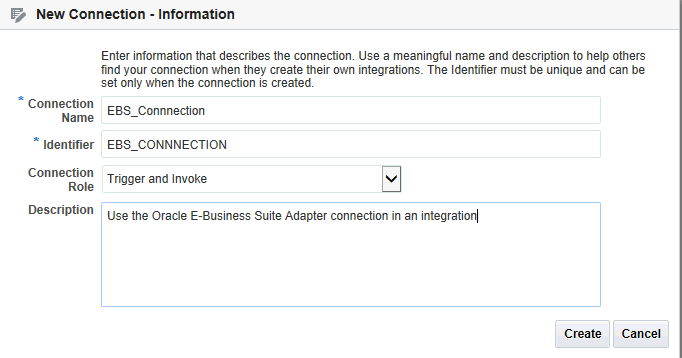 New Connection - Information
Enter information that describes the connection. Use a meaningful name and description to help others
find your connection when they create their own integrations. The Identifier must be unique and can be
set only when the connection is created.
* Connection Name EBS_Connnection
* Identifier EBS_CONNNECTION
Connection Role Trigger and Invoke
Description Use the Oracle E-Business Suite Adapter connection in an integration
Create Cancel